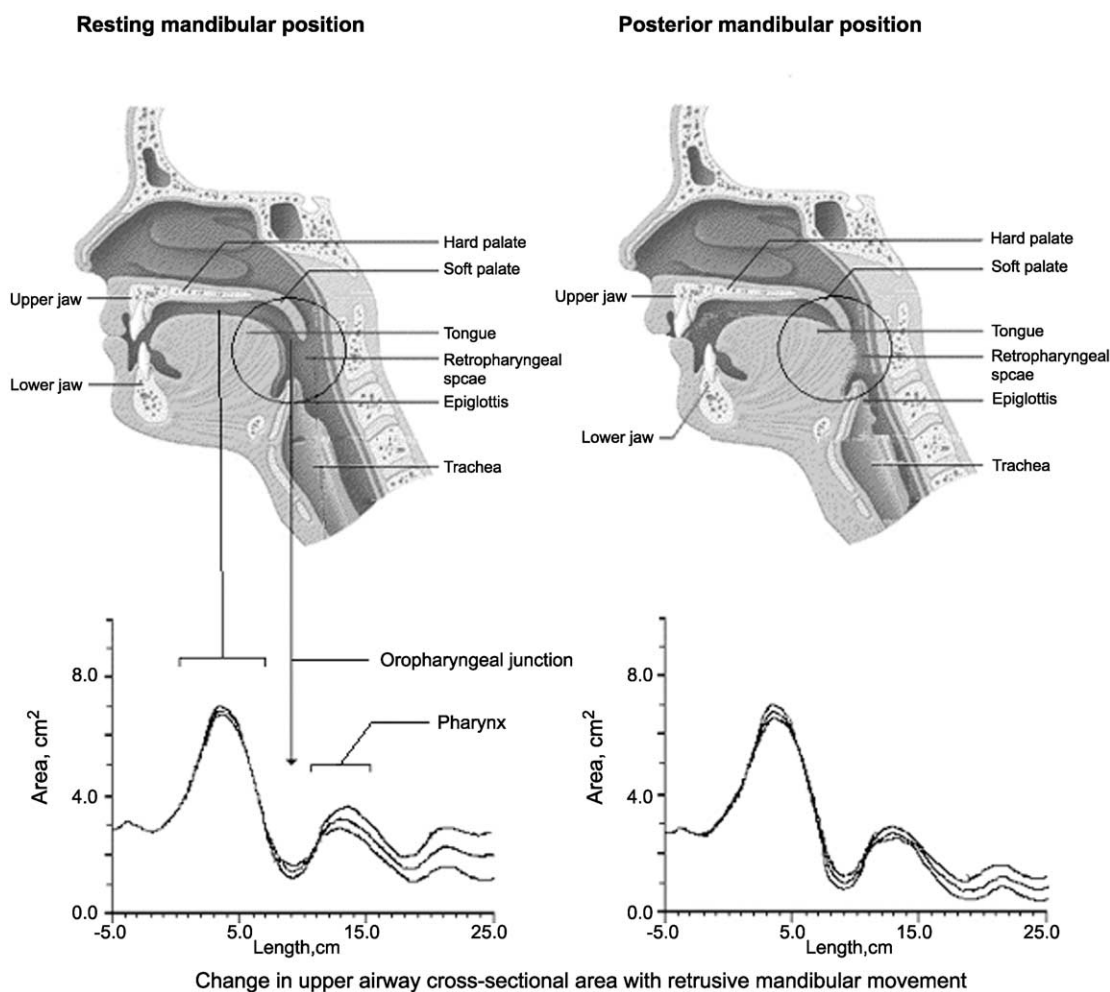 Resting mandibular position
Hard palate
Soft palate
Upper jaw
Tongue
Retropharyngeal
spcae
Lower jaw
Epiglottis
Trachea
Oropharyngeal junction
Pharynx
Area, cm²
8.0
4.0
0.0
-5.0
5.0
15.0
25.0
Length,cm
Posterior mandibular position
Hard palate
Soft palate
Upper jaw
Tongue
Retropharyngeal
spcae
Epiglottis
Lower jaw
Trachea
Area, cm²
8.0
4.0
0.0
-5.0
5.0
15.0
25.0
Length,cm
Change in upper airway cross-sectional area with retrusive mandibular movement